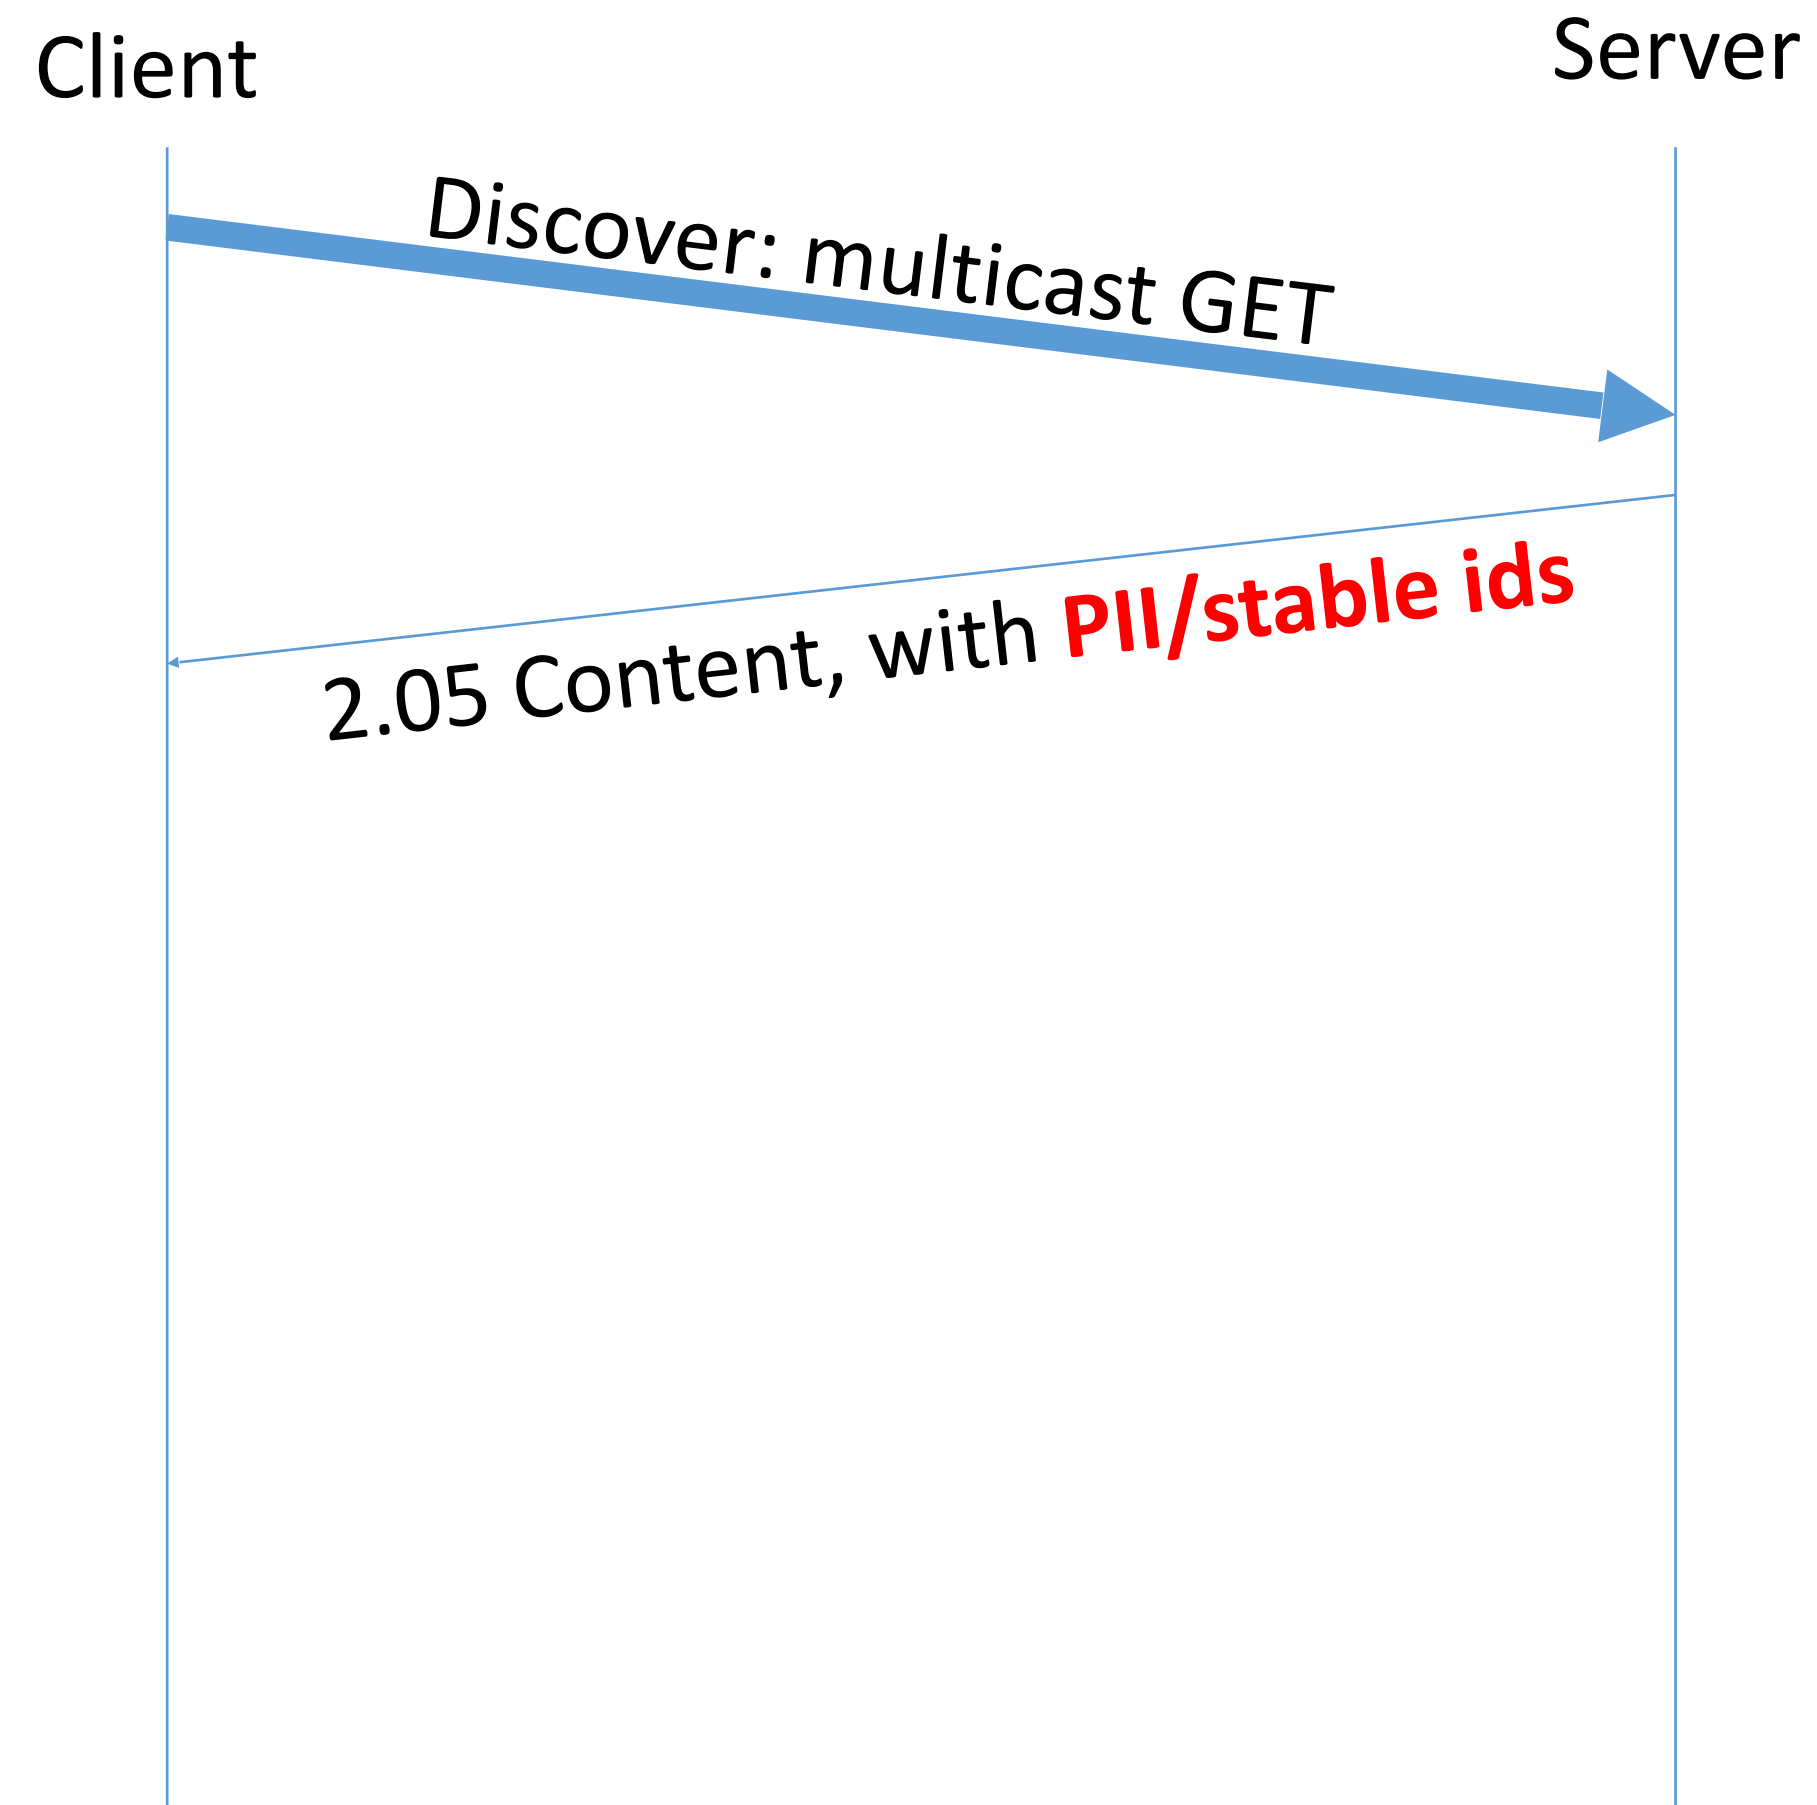 Client
Server
Discover: multicast GET
2.05 Content, with PII/stable ids